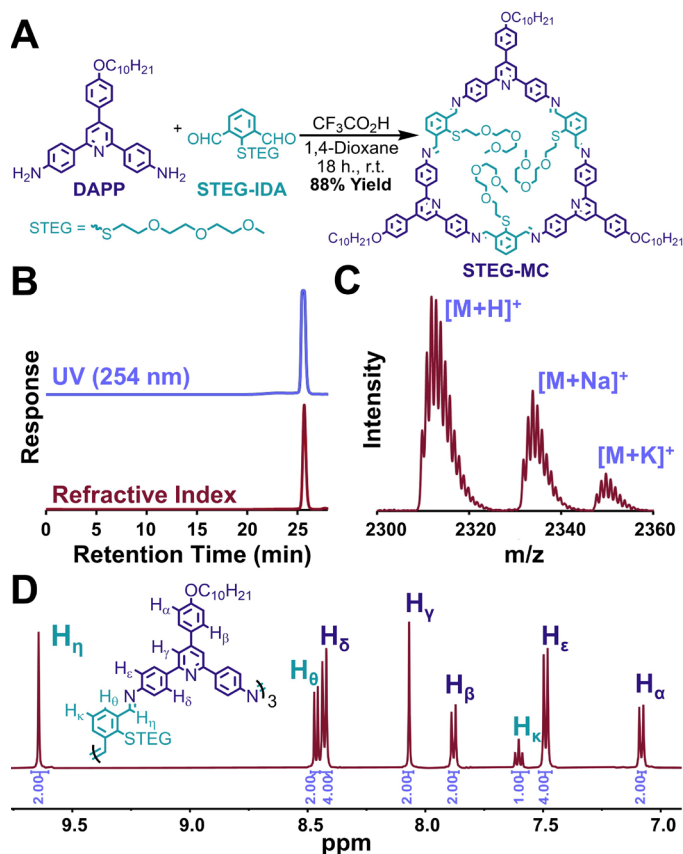 A
OC₁₀H₂₁
N
H₂N
NH₂
DAPP
+
OHC
CHO
STEG
STEG-IDA
CF₃CO₂H
1,4-Dioxane
18 h., r.t.
88% Yield
STEG =
S
O
O
O
OC₁₀H₂₁
N
N
N
S
O
O
O
S
O
O
O
N
N
N
N
O
O
O
S
C₁₀H₂₁O
N
N
OC₁₀H₂₁
STEG-MC
B
UV (254 nm)
Refractive Index
Response
0 5 10 15 20 25
Retention Time (min)
C
[M+H]⁺
[M+Na]⁺
[M+K]⁺
Intensity
2300 2320 2340 2360
m/z
D
OC₁₀H₂₁
Hα
Hβ
Hγ
Hε
N
N
N
Hδ
3
Hθ
Hκ
Hη
STEG
Hη
Hθ
Hδ
Hγ
Hβ
Hκ
Hε
Hα
2.00 2.00 4.00 2.00 2.00 1.00 4.00 2.00
9.5 9.0 8.5 8.0 7.5 7.0
ppm